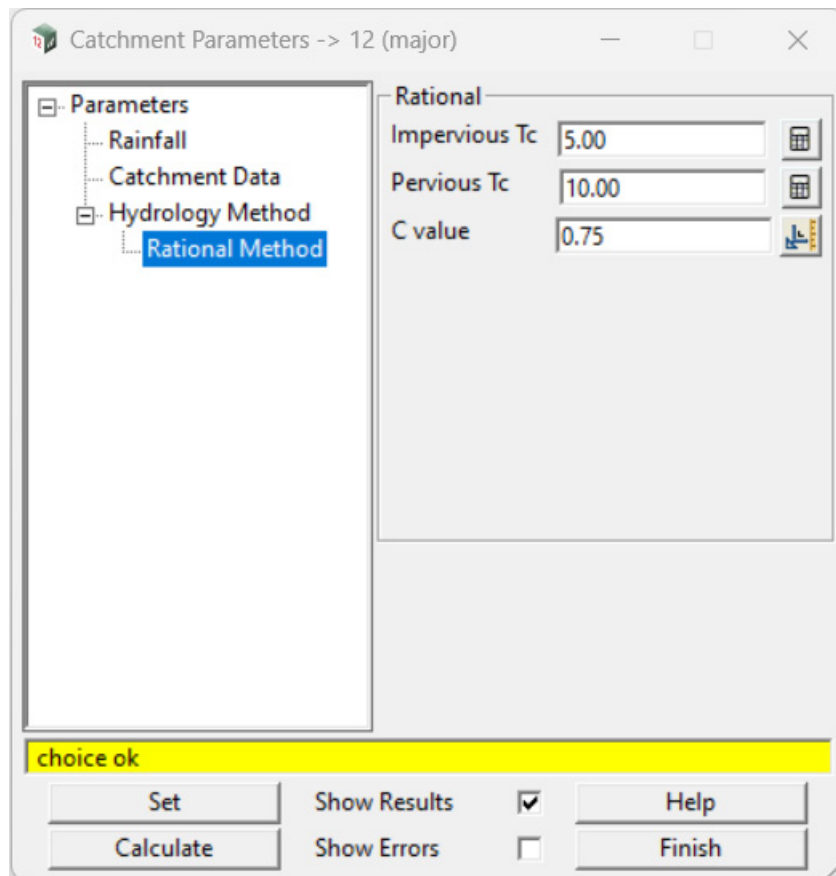 Catchment Parameters -> 12 (major)
Parameters
Rainfall
Catchment Data
Hydrology Method
Rational Method
Rational
Impervious Tc 5.00
Pervious Tc 10.00
C value 0.75
choice ok
Set Show Results Help
Calculate Show Errors Finish